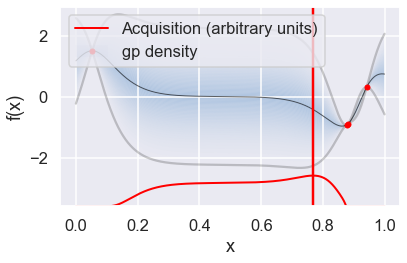 Acquisition (arbitrary units)
gp density
f(x)
2
0
−2
0.0 0.2 0.4 0.6 0.8 1.0
x